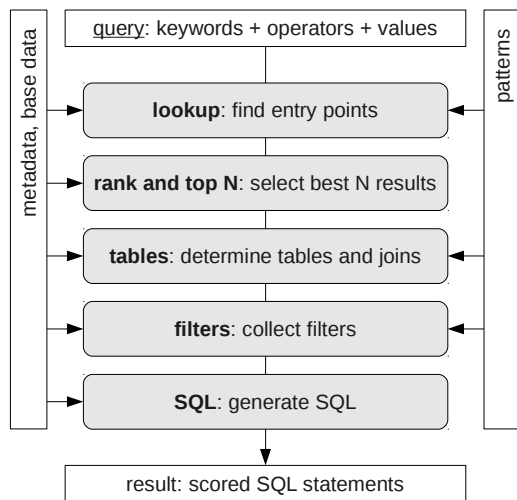 query: keywords + operators + values
metadata, base data
patterns
lookup: find entry points
rank and top N: select best N results
tables: determine tables and joins
filters: collect filters
SQL: generate SQL
result: scored SQL statements